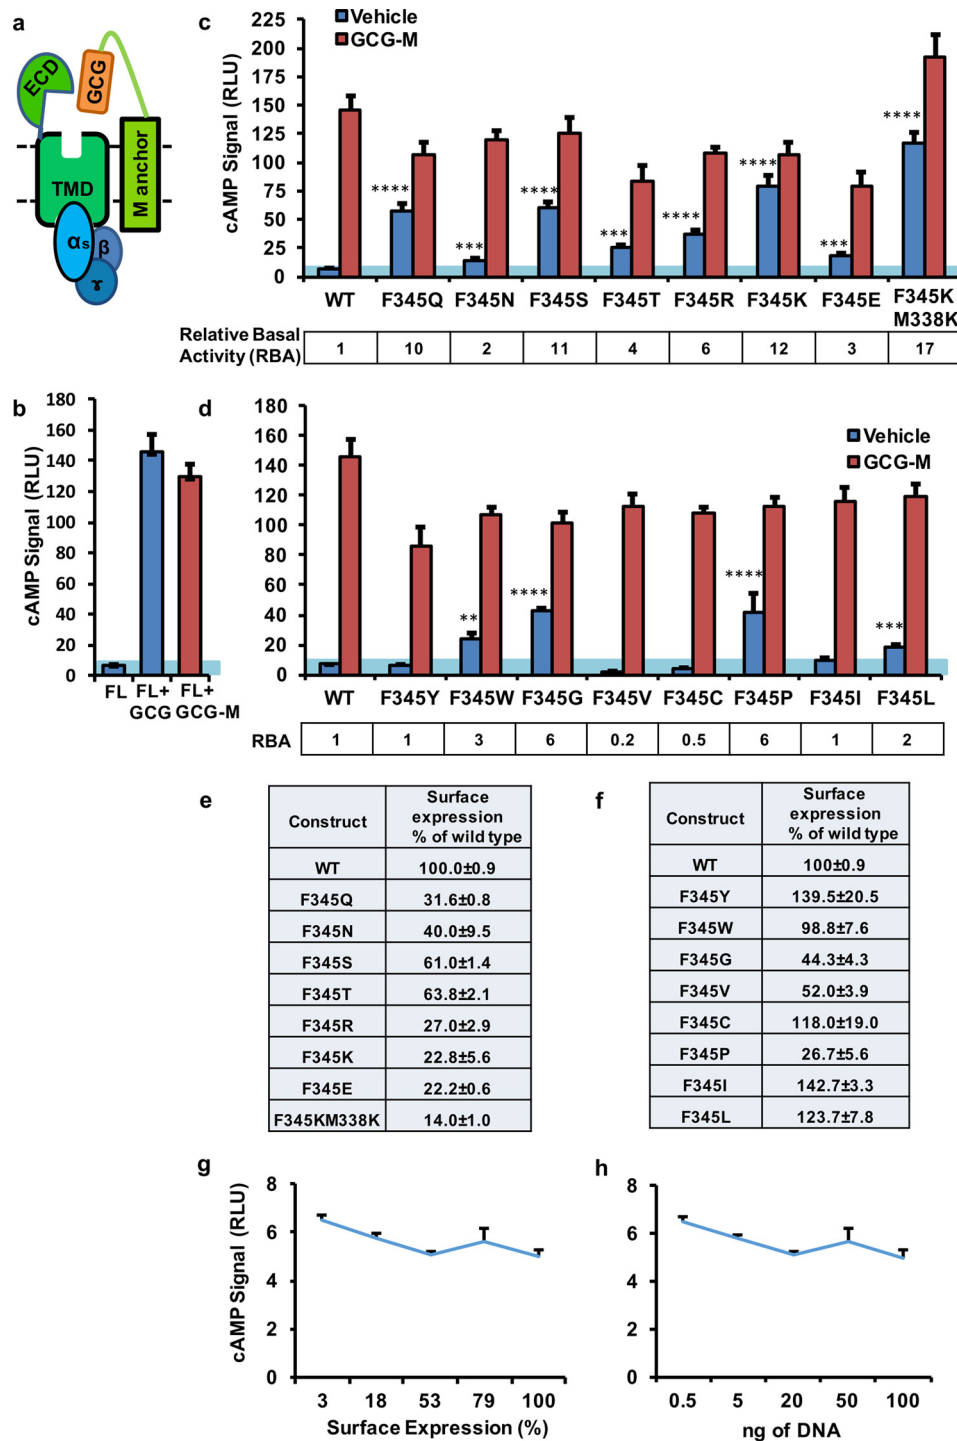 a
ECD
GCG
M anchor
TMD
αs
β
ɤ
c
Vehicle
GCG-M
cAMP Signal (RLU)
225
200
175
150
125
100
75
50
25
0
****
***
****
***
****
****
***
****
WT
F345Q
F345N
F345S
F345T
F345R
F345K
F345E
F345K
M338K
Relative Basal
Activity (RBA)
1 10 2 11 4 6 12 3 17
b
cAMP Signal (RLU)
180
160
140
120
100
80
60
40
20
0
FL
FL+
GCG
FL+
GCG-M
d
Vehicle
GCG-M
180
160
140
120
100
80
60
40
20
0
**
****
****
***
WT F345Y F345W F345G F345V F345C F345P F345I F345L
RBA
1 1 3 6 0.2 0.5 6 1 2
e
Construct
Surface
expression
% of wild type
WT 100.0±0.9
F345Q 31.6±0.8
F345N 40.0±9.5
F345S 61.0±1.4
F345T 63.8±2.1
F345R 27.0±2.9
F345K 22.8±5.6
F345E 22.2±0.6
F345KM338K 14.0±1.0
f
Construct
Surface
expression
% of wild type
WT 100±0.9
F345Y 139.5±20.5
F345W 98.8±7.6
F345G 44.3±4.3
F345V 52.0±3.9
F345C 118.0±19.0
F345P 26.7±5.6
F345I 142.7±3.3
F345L 123.7±7.8
g
cAMP Signal (RLU)
8
6
4
2
0
3 18 53 79 100
Surface Expression (%)
h
8
6
4
2
0
0.5 5 20 50 100
ng of DNA